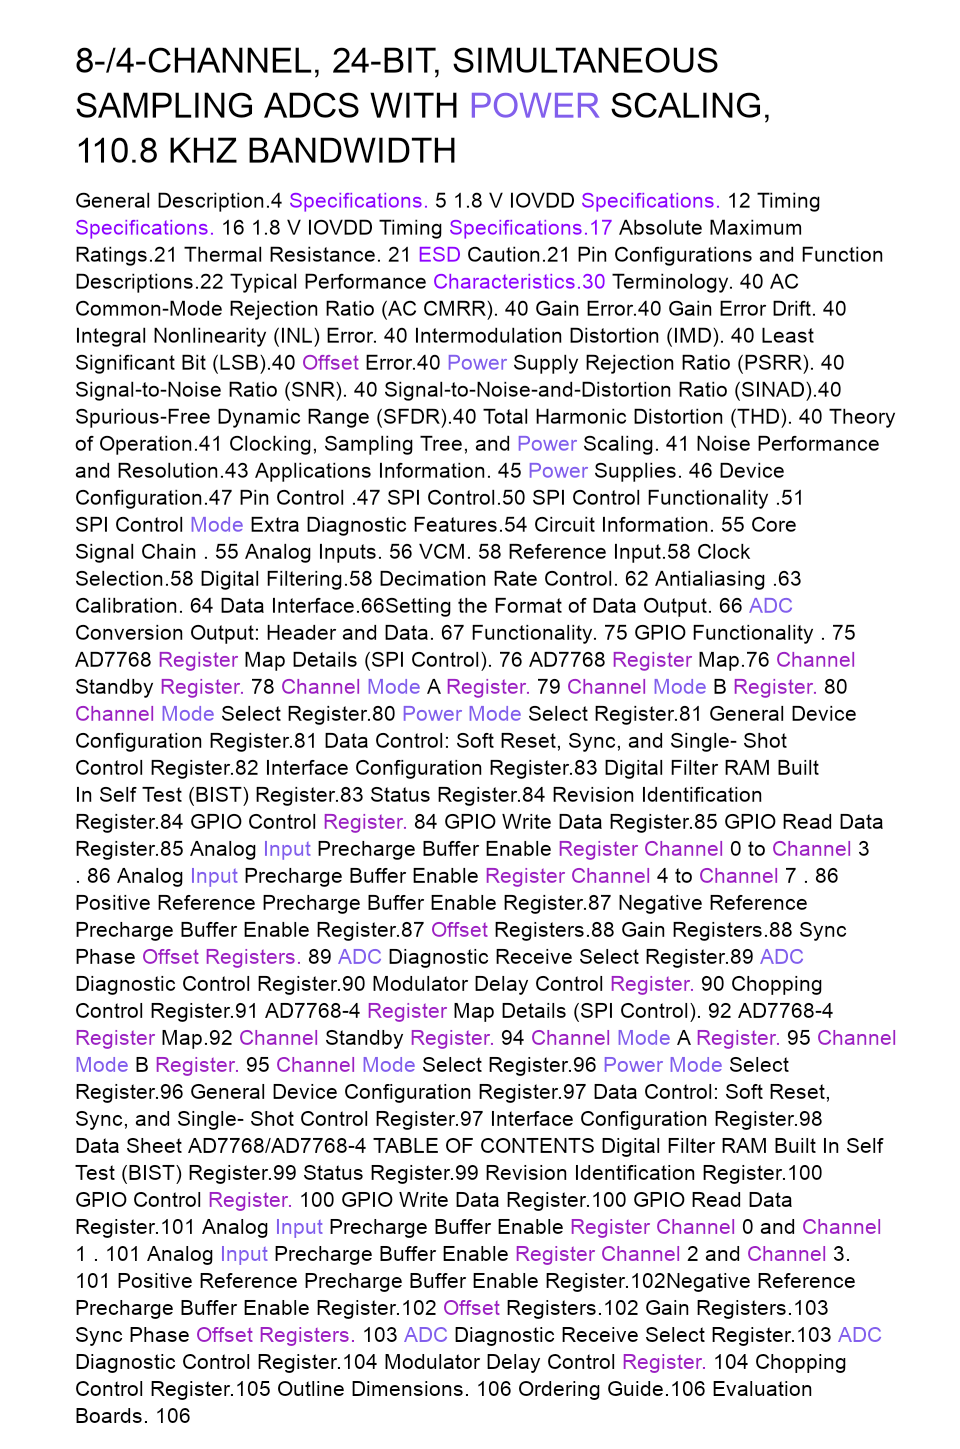 8-/4-CHANNEL, 24-BIT, SIMULTANEOUS
SAMPLING ADCS WITH POWER SCALING,
110.8 KHZ BANDWIDTH
General Description.4 Specifications. 5 1.8 V IOVDD Specifications. 12 Timing
Specifications. 16 1.8 V IOVDD Timing Specifications.17 Absolute Maximum
Ratings.21 Thermal Resistance. 21 ESD Caution.21 Pin Configurations and Function
Descriptions.22 Typical Performance Characteristics.30 Terminology. 40 AC
Common-Mode Rejection Ratio (AC CMRR). 40 Gain Error.40 Gain Error Drift. 40
Integral Nonlinearity (INL) Error. 40 Intermodulation Distortion (IMD). 40 Least
Significant Bit (LSB).40 Offset Error.40 Power Supply Rejection Ratio (PSRR). 40
Signal-to-Noise Ratio (SNR). 40 Signal-to-Noise-and-Distortion Ratio (SINAD).40
Spurious-Free Dynamic Range (SFDR).40 Total Harmonic Distortion (THD). 40 Theory
of Operation.41 Clocking, Sampling Tree, and Power Scaling. 41 Noise Performance
and Resolution.43 Applications Information. 45 Power Supplies. 46 Device
Configuration.47 Pin Control .47 SPI Control.50 SPI Control Functionality .51
SPI Control Mode Extra Diagnostic Features.54 Circuit Information. 55 Core
Signal Chain . 55 Analog Inputs. 56 VCM. 58 Reference Input.58 Clock
Selection.58 Digital Filtering.58 Decimation Rate Control. 62 Antialiasing .63
Calibration. 64 Data Interface.66Setting the Format of Data Output. 66 ADC
Conversion Output: Header and Data. 67 Functionality. 75 GPIO Functionality . 75
AD7768 Register Map Details (SPI Control). 76 AD7768 Register Map.76 Channel
Standby Register. 78 Channel Mode A Register. 79 Channel Mode B Register. 80
Channel Mode Select Register.80 Power Mode Select Register.81 General Device
Configuration Register.81 Data Control: Soft Reset, Sync, and Single- Shot
Control Register.82 Interface Configuration Register.83 Digital Filter RAM Built
In Self Test (BIST) Register.83 Status Register.84 Revision Identification
Register.84 GPIO Control Register. 84 GPIO Write Data Register.85 GPIO Read Data
Register.85 Analog Input Precharge Buffer Enable Register Channel 0 to Channel 3
. 86 Analog Input Precharge Buffer Enable Register Channel 4 to Channel 7 . 86
Positive Reference Precharge Buffer Enable Register.87 Negative Reference
Precharge Buffer Enable Register.87 Offset Registers.88 Gain Registers.88 Sync
Phase Offset Registers. 89 ADC Diagnostic Receive Select Register.89 ADC
Diagnostic Control Register.90 Modulator Delay Control Register. 90 Chopping
Control Register.91 AD7768-4 Register Map Details (SPI Control). 92 AD7768-4
Register Map.92 Channel Standby Register. 94 Channel Mode A Register. 95 Channel
Mode B Register. 95 Channel Mode Select Register.96 Power Mode Select
Register.96 General Device Configuration Register.97 Data Control: Soft Reset,
Sync, and Single- Shot Control Register.97 Interface Configuration Register.98
Data Sheet AD7768/AD7768-4 TABLE OF CONTENTS Digital Filter RAM Built In Self
Test (BIST) Register.99 Status Register.99 Revision Identification Register.100
GPIO Control Register. 100 GPIO Write Data Register.100 GPIO Read Data
Register.101 Analog Input Precharge Buffer Enable Register Channel 0 and Channel
1 . 101 Analog Input Precharge Buffer Enable Register Channel 2 and Channel 3.
101 Positive Reference Precharge Buffer Enable Register.102Negative Reference
Precharge Buffer Enable Register.102 Offset Registers.102 Gain Registers.103
Sync Phase Offset Registers. 103 ADC Diagnostic Receive Select Register.103 ADC
Diagnostic Control Register.104 Modulator Delay Control Register. 104 Chopping
Control Register.105 Outline Dimensions. 106 Ordering Guide.106 Evaluation
Boards. 106